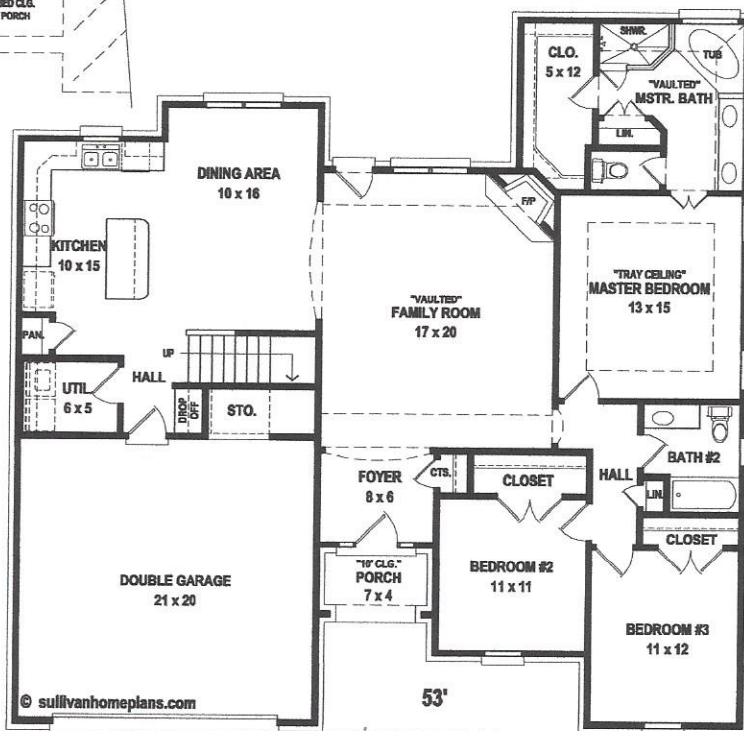 PORCH
CLO.
5 x 12
SHWR.
TUB
"VAULTED"
MSTR. BATH
LIN.
DINING AREA
10 x 16
F/P
KITCHEN
10 x 15
"VAULTED"
FAMILY ROOM
17 x 20
"TRAY CEILING"
MASTER BEDROOM
13 x 15
PAN.
UP
HALL
UTIL
6 x 5
DROP
OFF
STO.
BATH #2
FOYER
8 x 6
CTS.
CLOSET
HALL
LIN.
CLOSET
"10' CLG."
PORCH
7 x 4
BEDROOM #2
11 x 11
DOUBLE GARAGE
21 x 20
BEDROOM #3
11 x 12
© sullivanhomeplans.com
53'